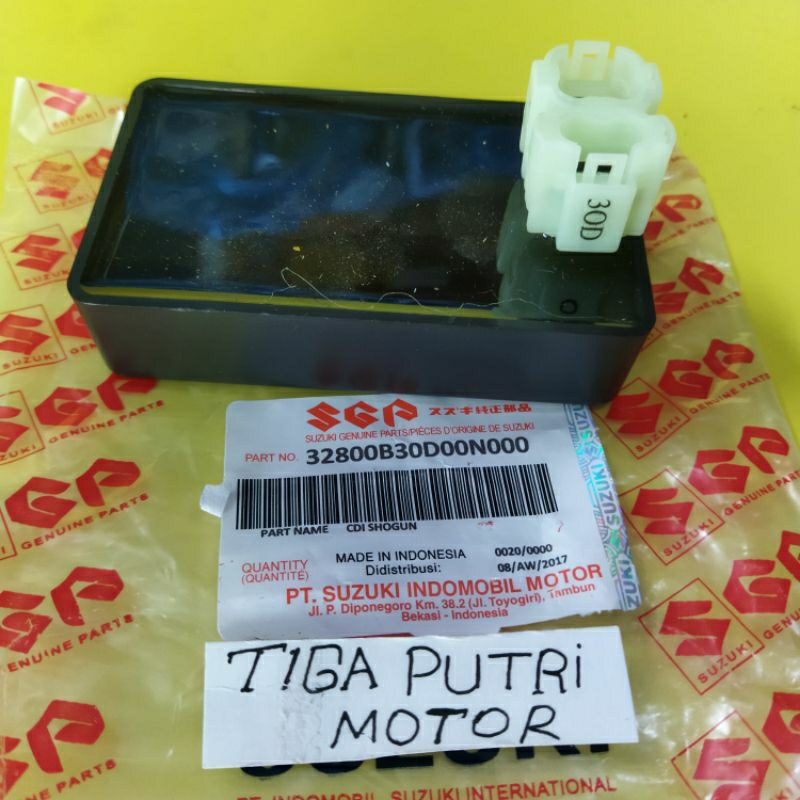 30D
SGP スズキ純正部品
SUZUKI GENUINE PARTS/PIÈCES D'ORIGINE DE SUZUKI
PART NO. 32800B30D00N000
PART NAME CDI SHOGUN
QUANTITY
(QUANTITÉ)
MADE IN INDONESIA 0020/0000
Didistribusi: 08/AW/2017
PT. SUZUKI INDOMOBIL MOTOR
Jl. P. Diponegoro Km. 38.2 (Jl. Toyogiri), Tambun
Bekasi - Indonesia
TIGA PUTRi
MOTOR
SUZUKI
PT. INDOMOBIL SUZUKI INTERNATIONAL
SGP
SUZUKI GENUINE PARTS